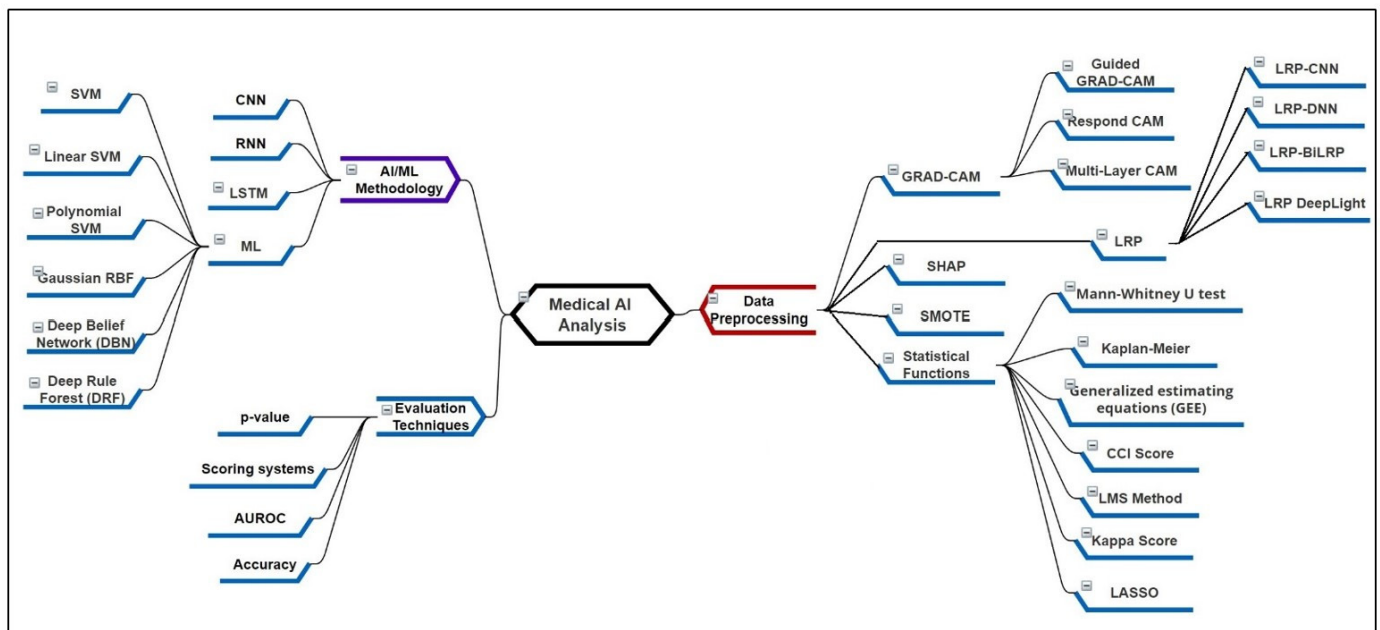 SVM
Linear SVM
Polynomial
SVM
Gaussian RBF
Deep Belief
Network (DBN)
Deep Rule
Forest (DRF)
CNN
RNN
LSTM
ML
AI/ML
Methodology
p-value
Scoring systems
AUROC
Accuracy
Evaluation
Techniques
Medical AI
Analysis
Data
Preprocessing
GRAD-CAM
Guided
GRAD-CAM
Respond CAM
Multi-Layer CAM
LRP
LRP-CNN
LRP-DNN
LRP-BiLRP
LRP DeepLight
SHAP
SMOTE
Statistical
Functions
Mann-Whitney U test
Kaplan-Meier
Generalized estimating
equations (GEE)
CCI Score
LMS Method
Kappa Score
LASSO